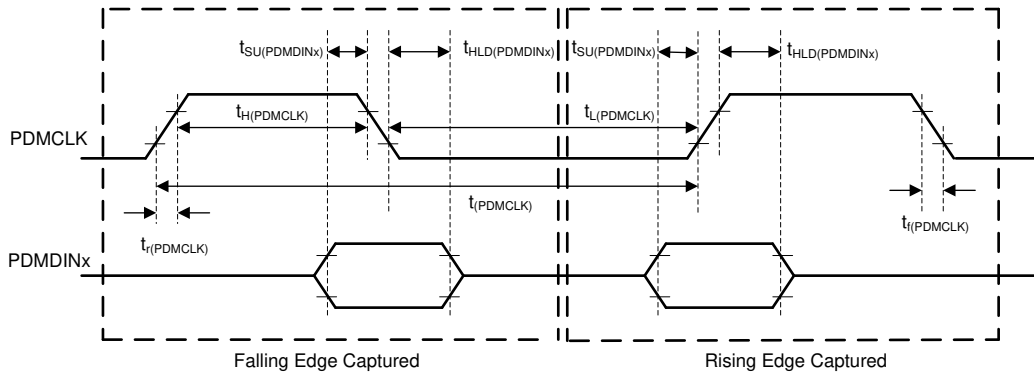 tSU(PDMDINx)
tHLD(PDMDINx)
tSU(PDMDINx)
tHLD(PDMDINx)
tH(PDMCLK)
tL(PDMCLK)
PDMCLK
t(PDMCLK)
tr(PDMCLK)
tf(PDMCLK)
PDMDINx
Falling Edge Captured
Rising Edge Captured